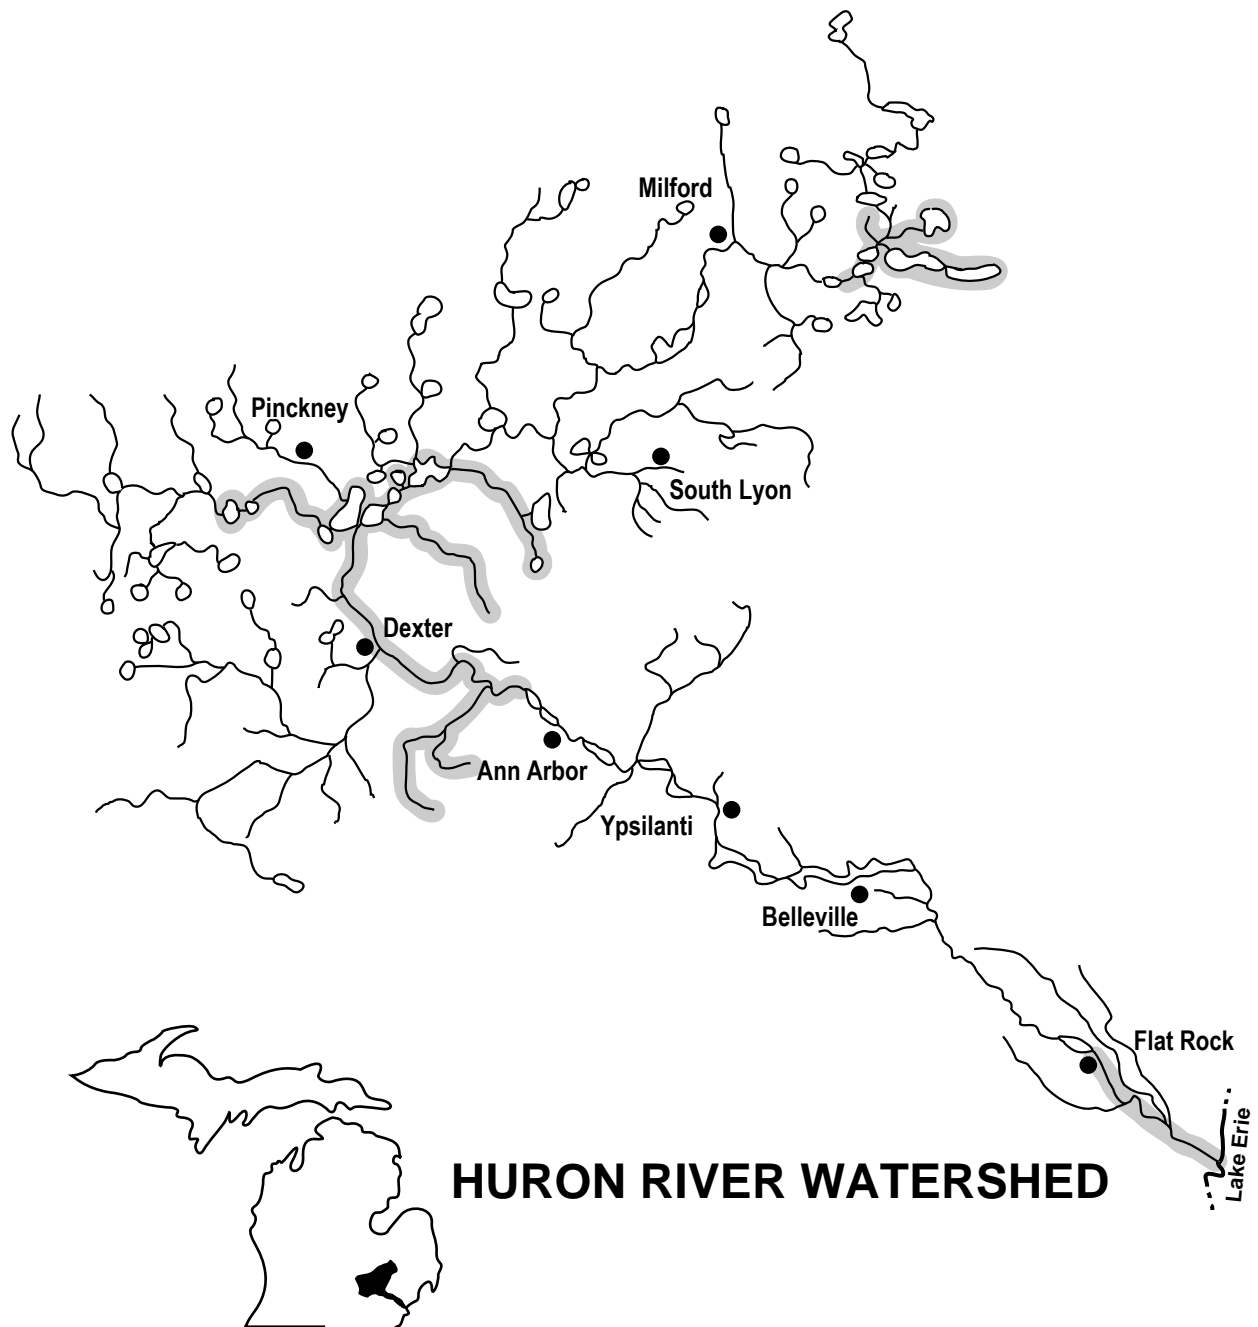 Milford
Pinckney
South Lyon
Dexter
Ann Arbor
Ypsilanti
Belleville
Flat Rock
Lake Erie
HURON RIVER WATERSHED